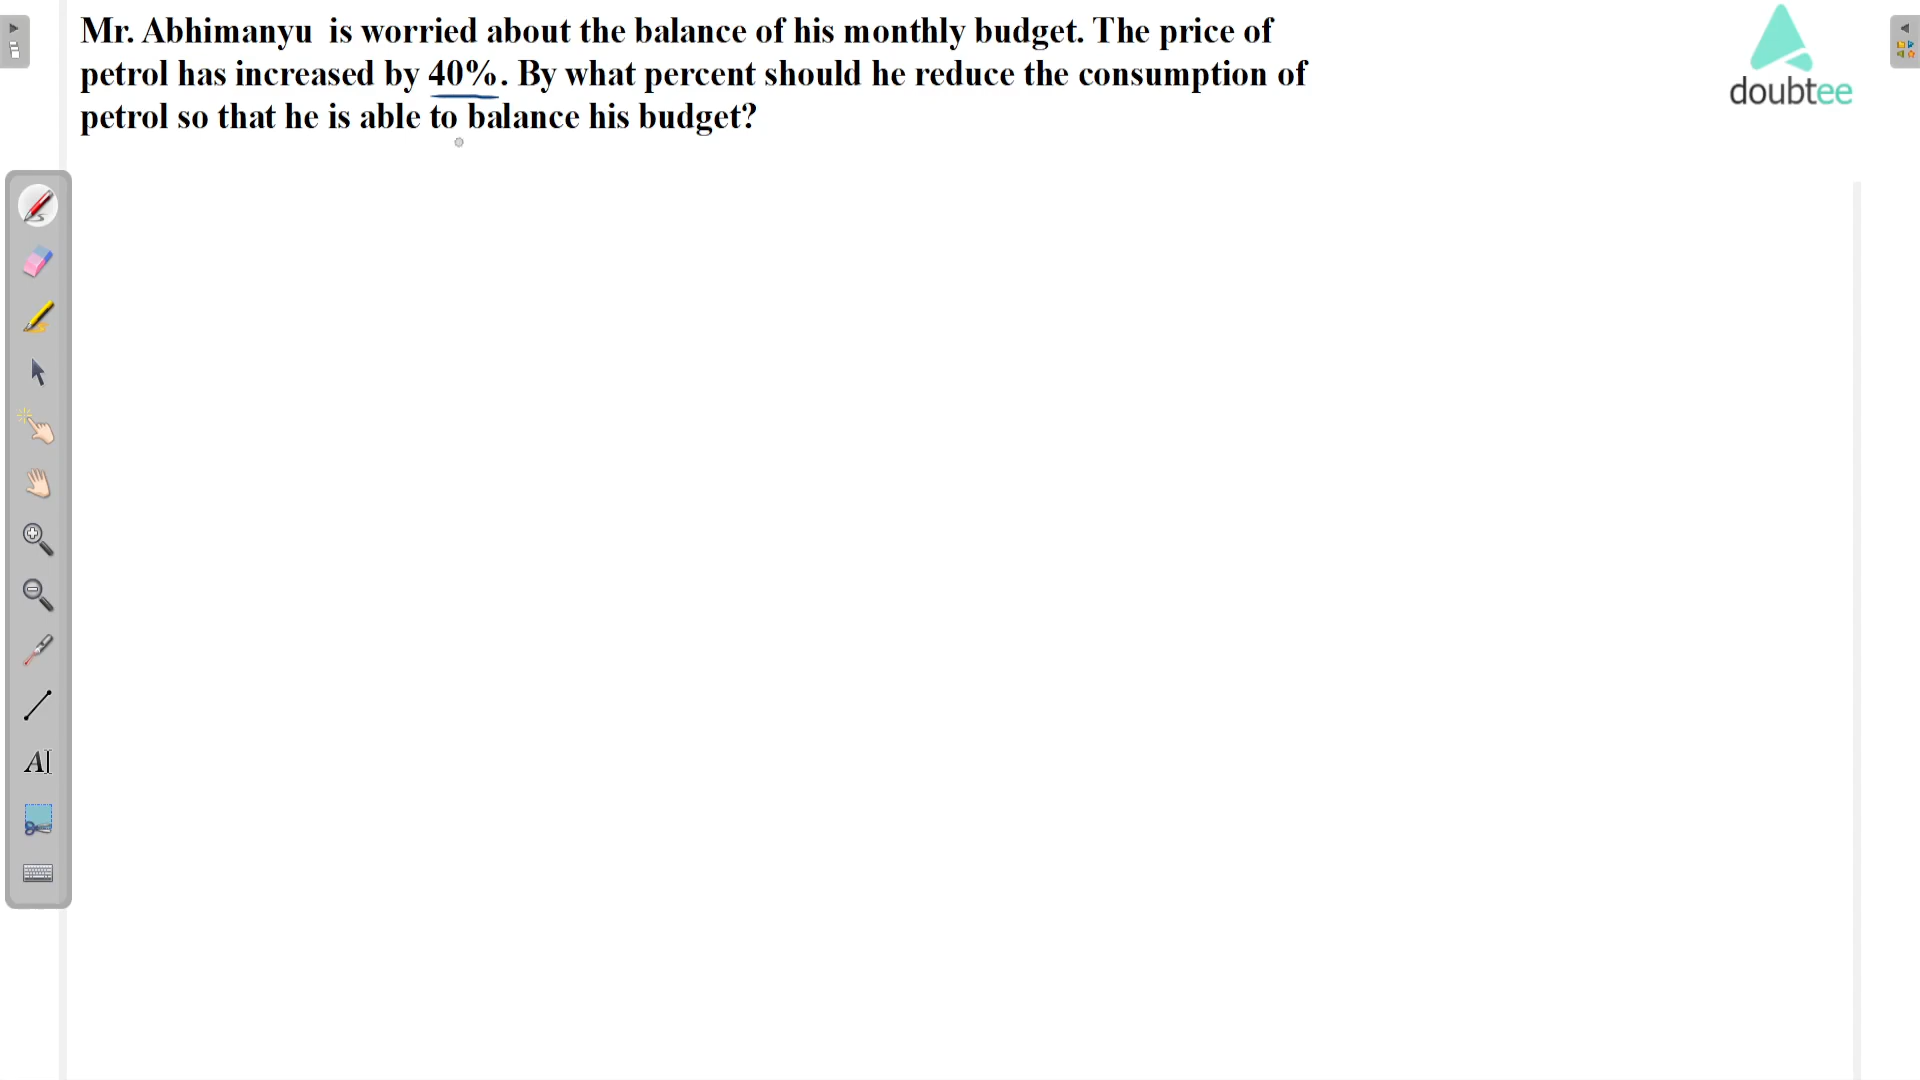 Mr. Abhimanyu is worried about the balance of his monthly budget. The price of
petrol has increased by 40%. By what percent should he reduce the consumption of
petrol so that he is able to balance his budget?
doubtee
AI